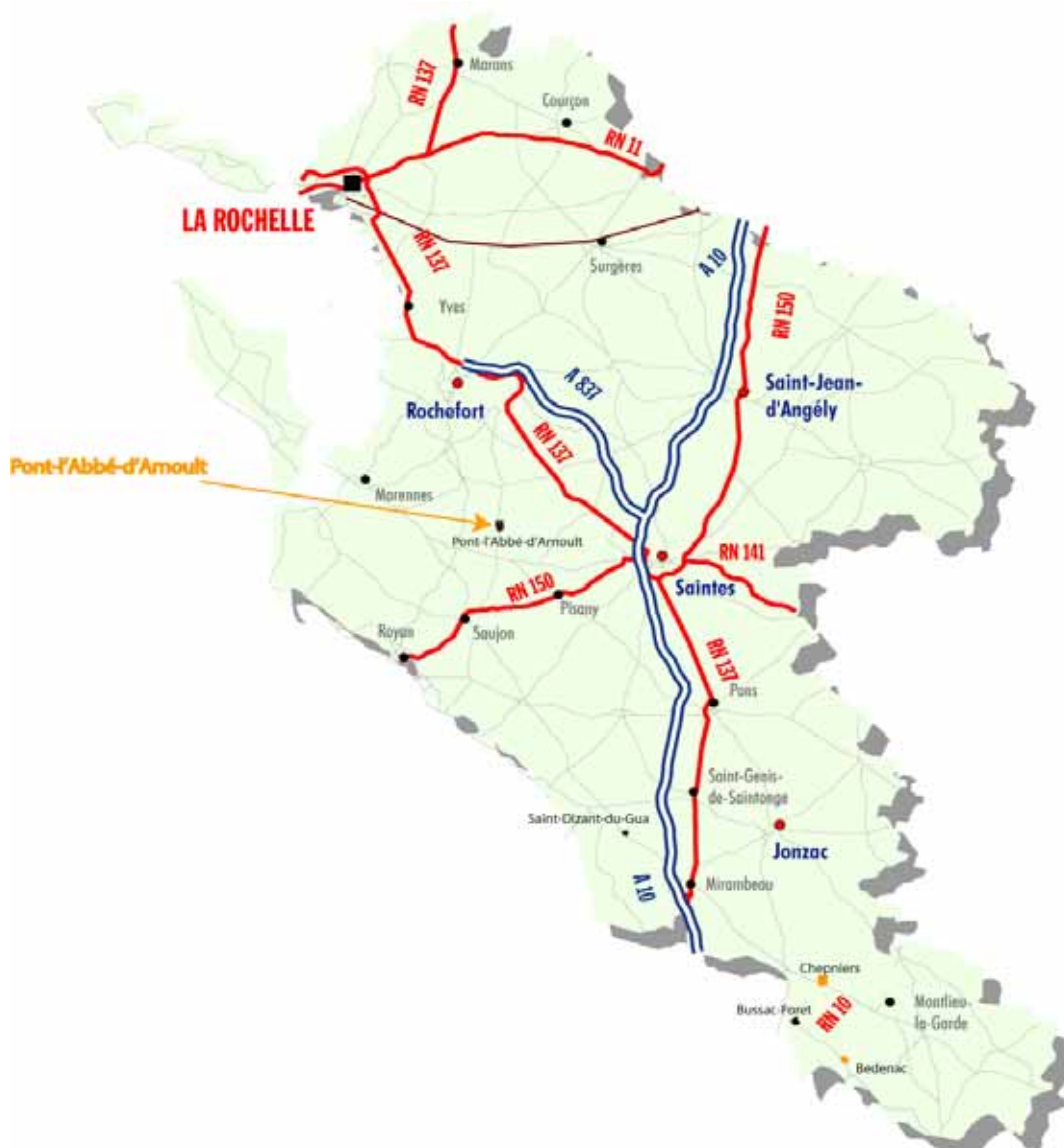 Marans
RN 137
Courçon
RN 11
LA ROCHELLE
RN 137
Surgères
A 10
Yves
RN 150
A 837
Saint-Jean-
d'Angély
Rochefort
RN 137
Pont-l'Abbé-d'Arnoult
Marennes
Pont-l'Abbé-d'Arnoult
RN 141
RN 150
Saintes
Pisany
Royan
Saujon
RN 137
Pons
Saint-Genis-
de-Saintonge
Saint-Dizant-du-Gua
Jonzac
A 10
Mirambeau
Chepniers
RN 10
Montlieu-
la-Garde
Bussac-Foret
Bedenac